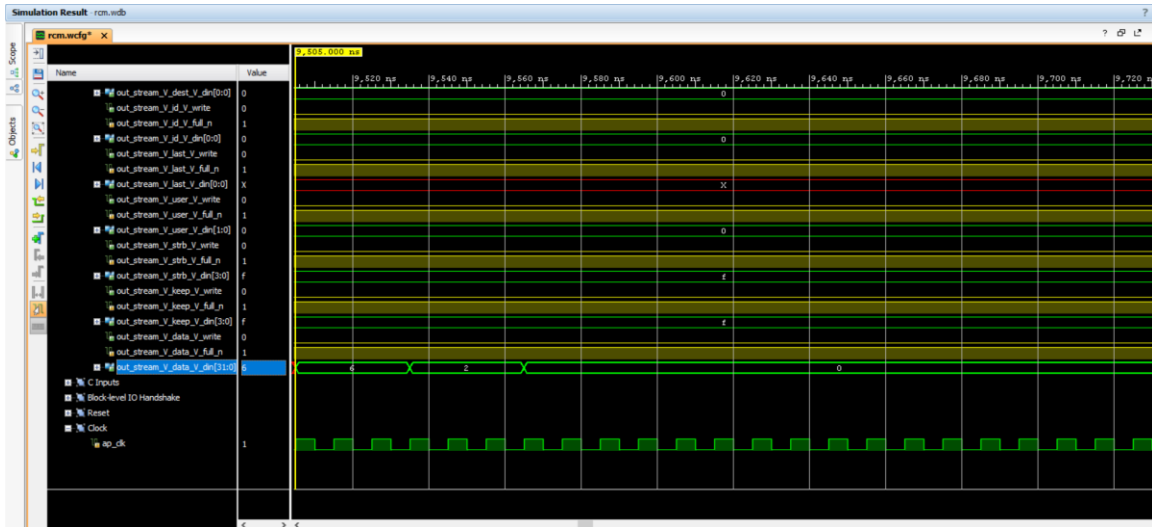 Simulation Result - rcm.wdb ?
rcm.wcfg* x ?
Scope
Objects
Name Value
9,505.000 ns
9,520 ns 9,540 ns 9,560 ns 9,580 ns 9,600 ns 9,620 ns 9,640 ns 9,660 ns 9,680 ns 9,700 ns 9,720 n
out_stream_V_dest_V_din[0:0] 0 0
out_stream_V_id_V_write 0
out_stream_V_id_V_full_n 1
out_stream_V_id_V_din[0:0] 0 0
out_stream_V_last_V_write 0
out_stream_V_last_V_full_n 1
out_stream_V_last_V_din[0:0] X X
out_stream_V_user_V_write 0
out_stream_V_user_V_full_n 1
out_stream_V_user_V_din[1:0] 0 0
out_stream_V_strb_V_write 0
out_stream_V_strb_V_full_n 1
out_stream_V_strb_V_din[3:0] f f
out_stream_V_keep_V_write 0
out_stream_V_keep_V_full_n 1
out_stream_V_keep_V_din[3:0] f f
out_stream_V_data_V_write 0
out_stream_V_data_V_full_n 1
out_stream_V_data_V_din[31:0] 6 6 2 0
C Inputs
Block-level IO Handshake
Reset
Clock
ap_clk 1